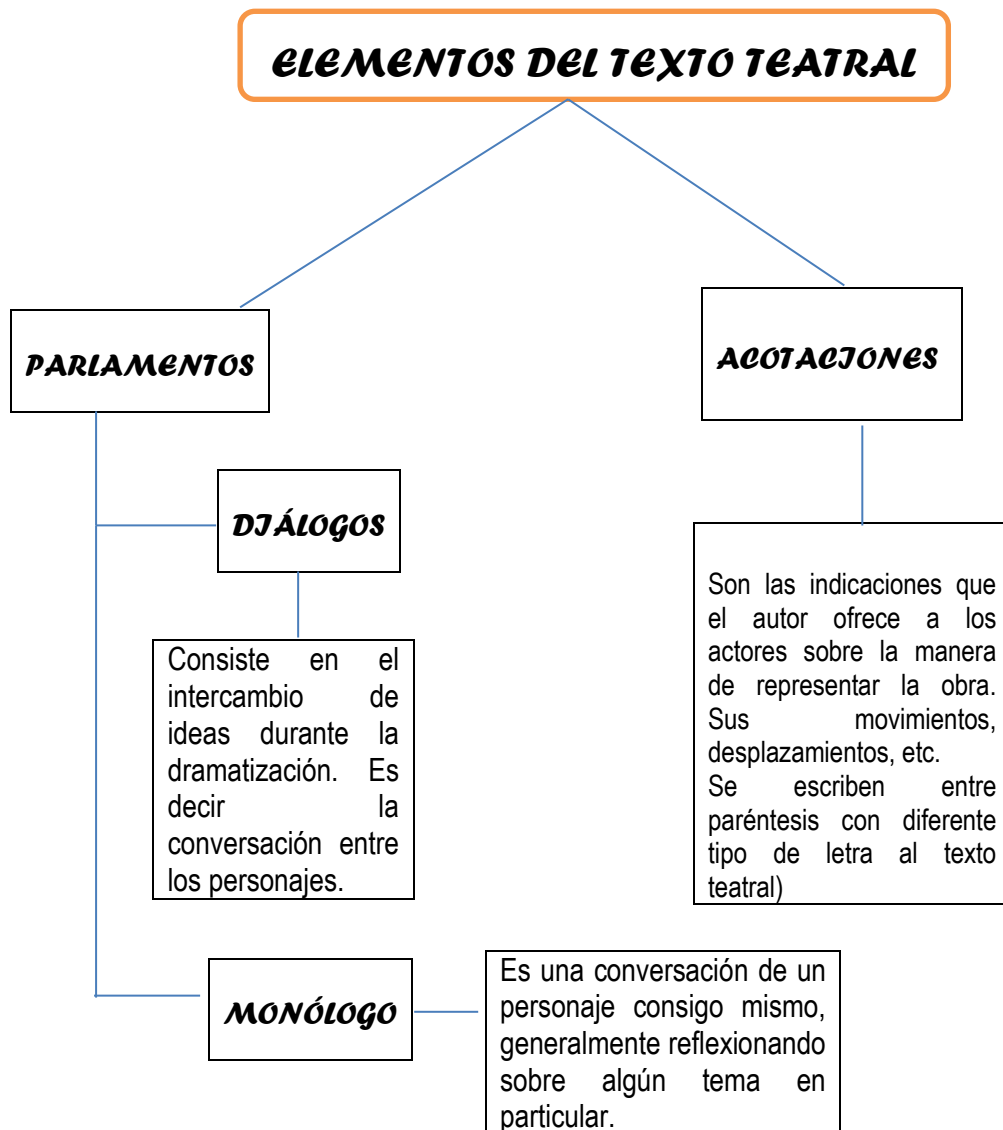 ELEMENTOS DEL TEXTO TEATRAL
PARLAMENTOS
ACOTACIONES
DIÁLOGOS
Consiste en el
intercambio de
ideas durante la
dramatización. Es
decir la
conversación entre
los personajes.
Son las indicaciones que
el autor ofrece a los
actores sobre la manera
de representar la obra.
Sus movimientos,
desplazamientos, etc.
Se escriben entre
paréntesis con diferente
tipo de letra al texto
teatral)
MONÓLOGO
Es una conversación de un
personaje consigo mismo,
generalmente reflexionando
sobre algún tema en
particular.